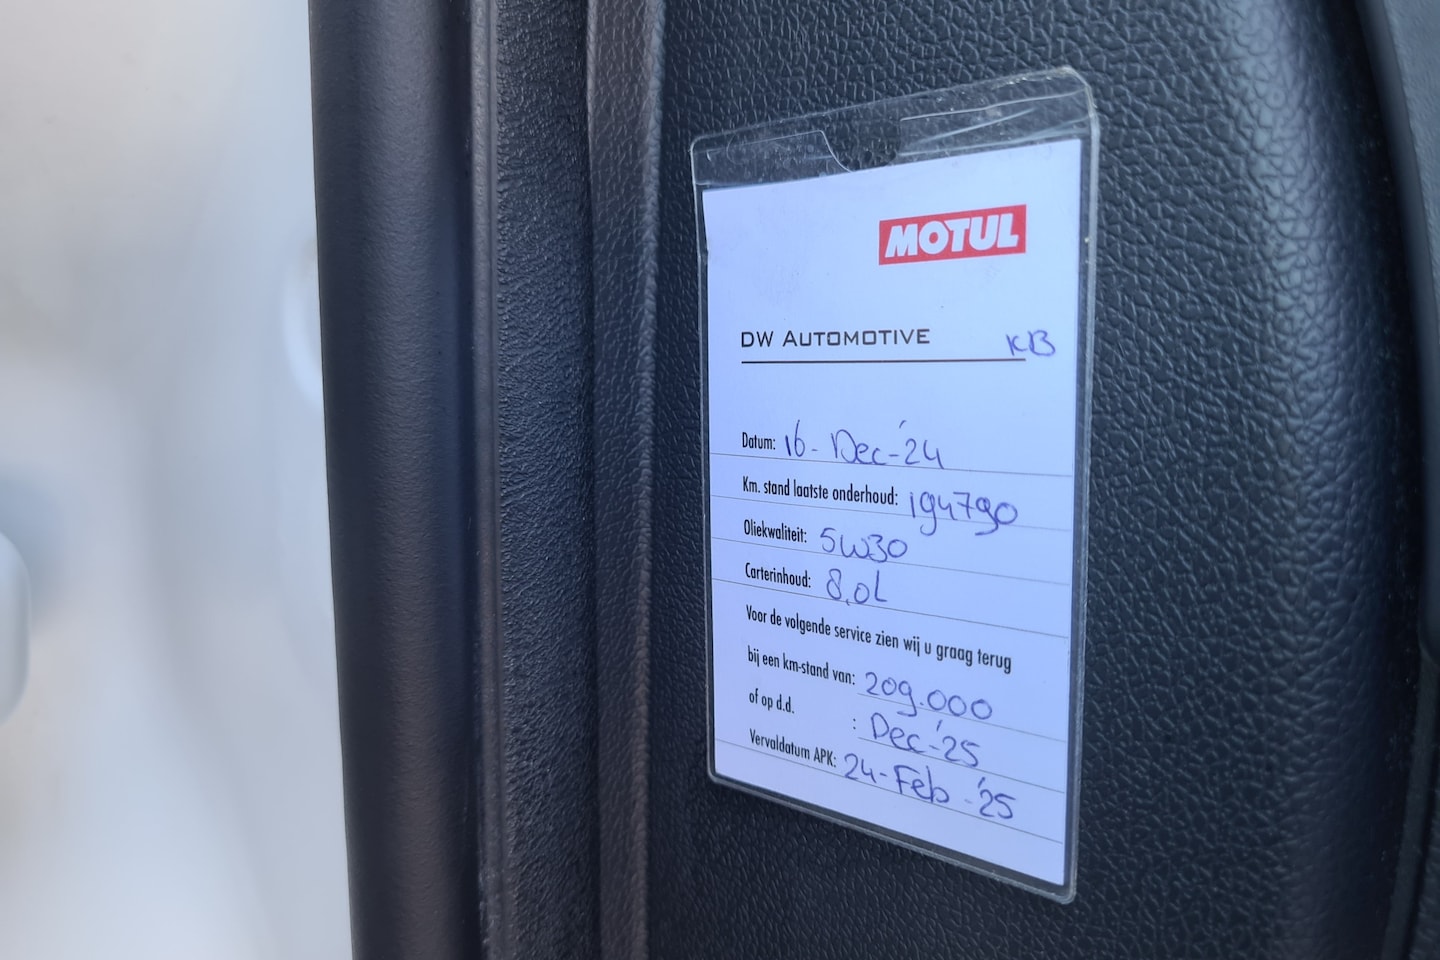 MOTUL
DW AUTOMOTIVE KB
Datum: 16-Dec-'24
Km. stand laatste onderhoud: 194790
Oliekwaliteit: 5W30
Carterinhoud: 8,0L
Voor de volgende service zien wij u graag terug
bij een km-stand van: 209.000
of op d.d. : Dec-'25
Vervaldatum APK: 24-Feb-'25